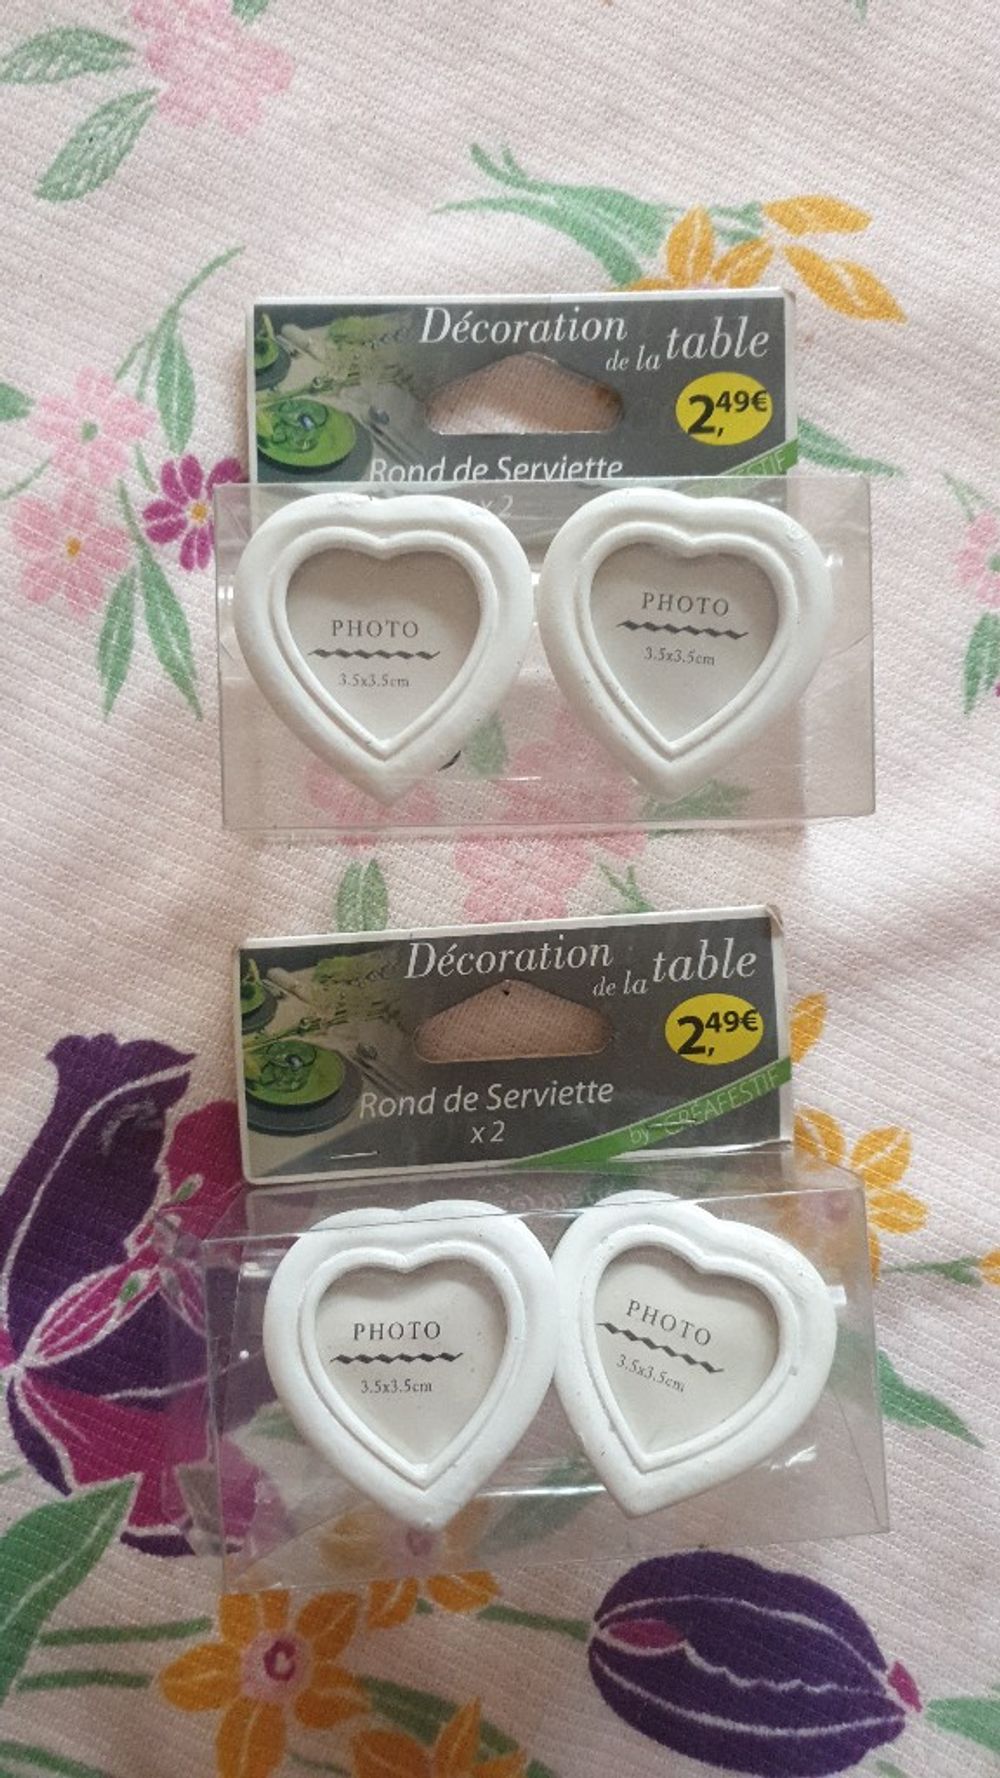 Décoration
de la table
2,49€
Rond de Serviette
x 2
PHOTO
3.5x3.5cm
PHOTO
3.5x3.5cm
Décoration
de la table
2,49€
Rond de Serviette
x 2
by CRÉAFESTIF
PHOTO
3.5x3.5cm
PHOTO
3.5x3.5cm